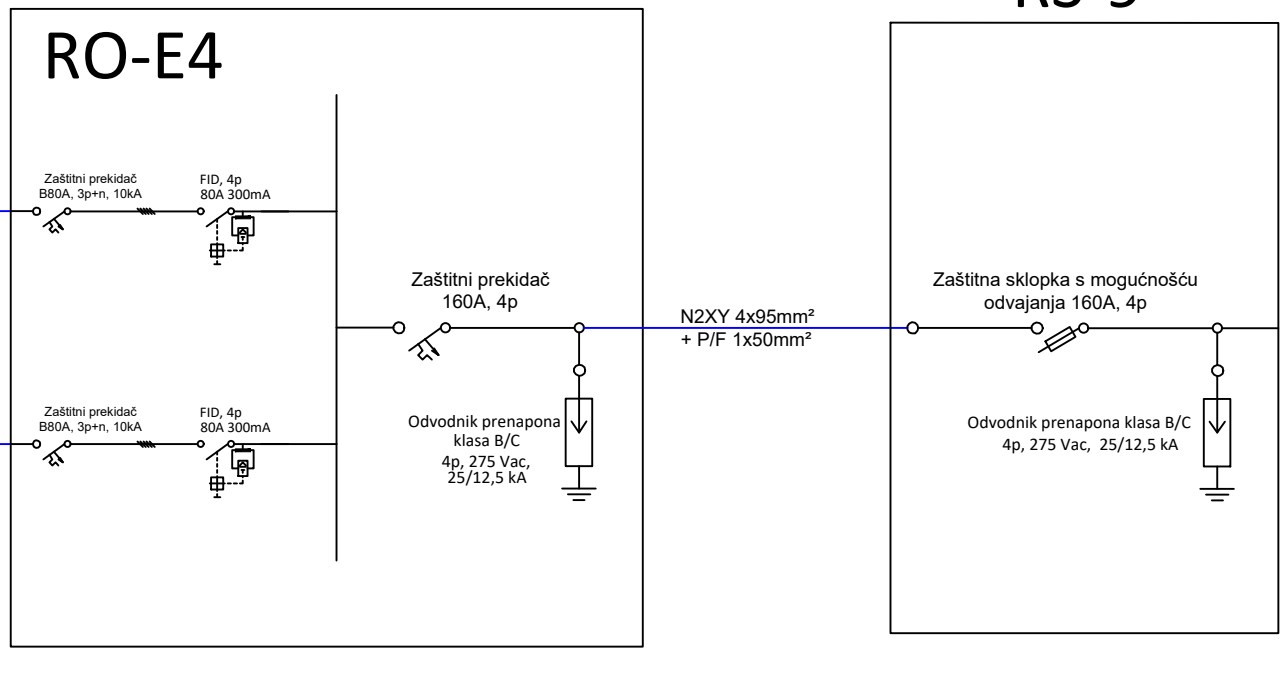 RO-E4
Zaštitni prekidač
B80A, 3p+n, 10kA
FID, 4p
80A 300mA
Zaštitni prekidač
160A, 4p
Zaštitni prekidač
B80A, 3p+n, 10kA
FID, 4p
80A 300mA
Odvodnik prenapona
klasa B/C
4p, 275 Vac,
25/12,5 kA
N2XY 4x95mm²
+ P/F 1x50mm²
Zaštitna sklopka s mogućnošću
odvajanja 160A, 4p
Odvodnik prenapona klasa B/C
4p, 275 Vac, 25/12,5 kA